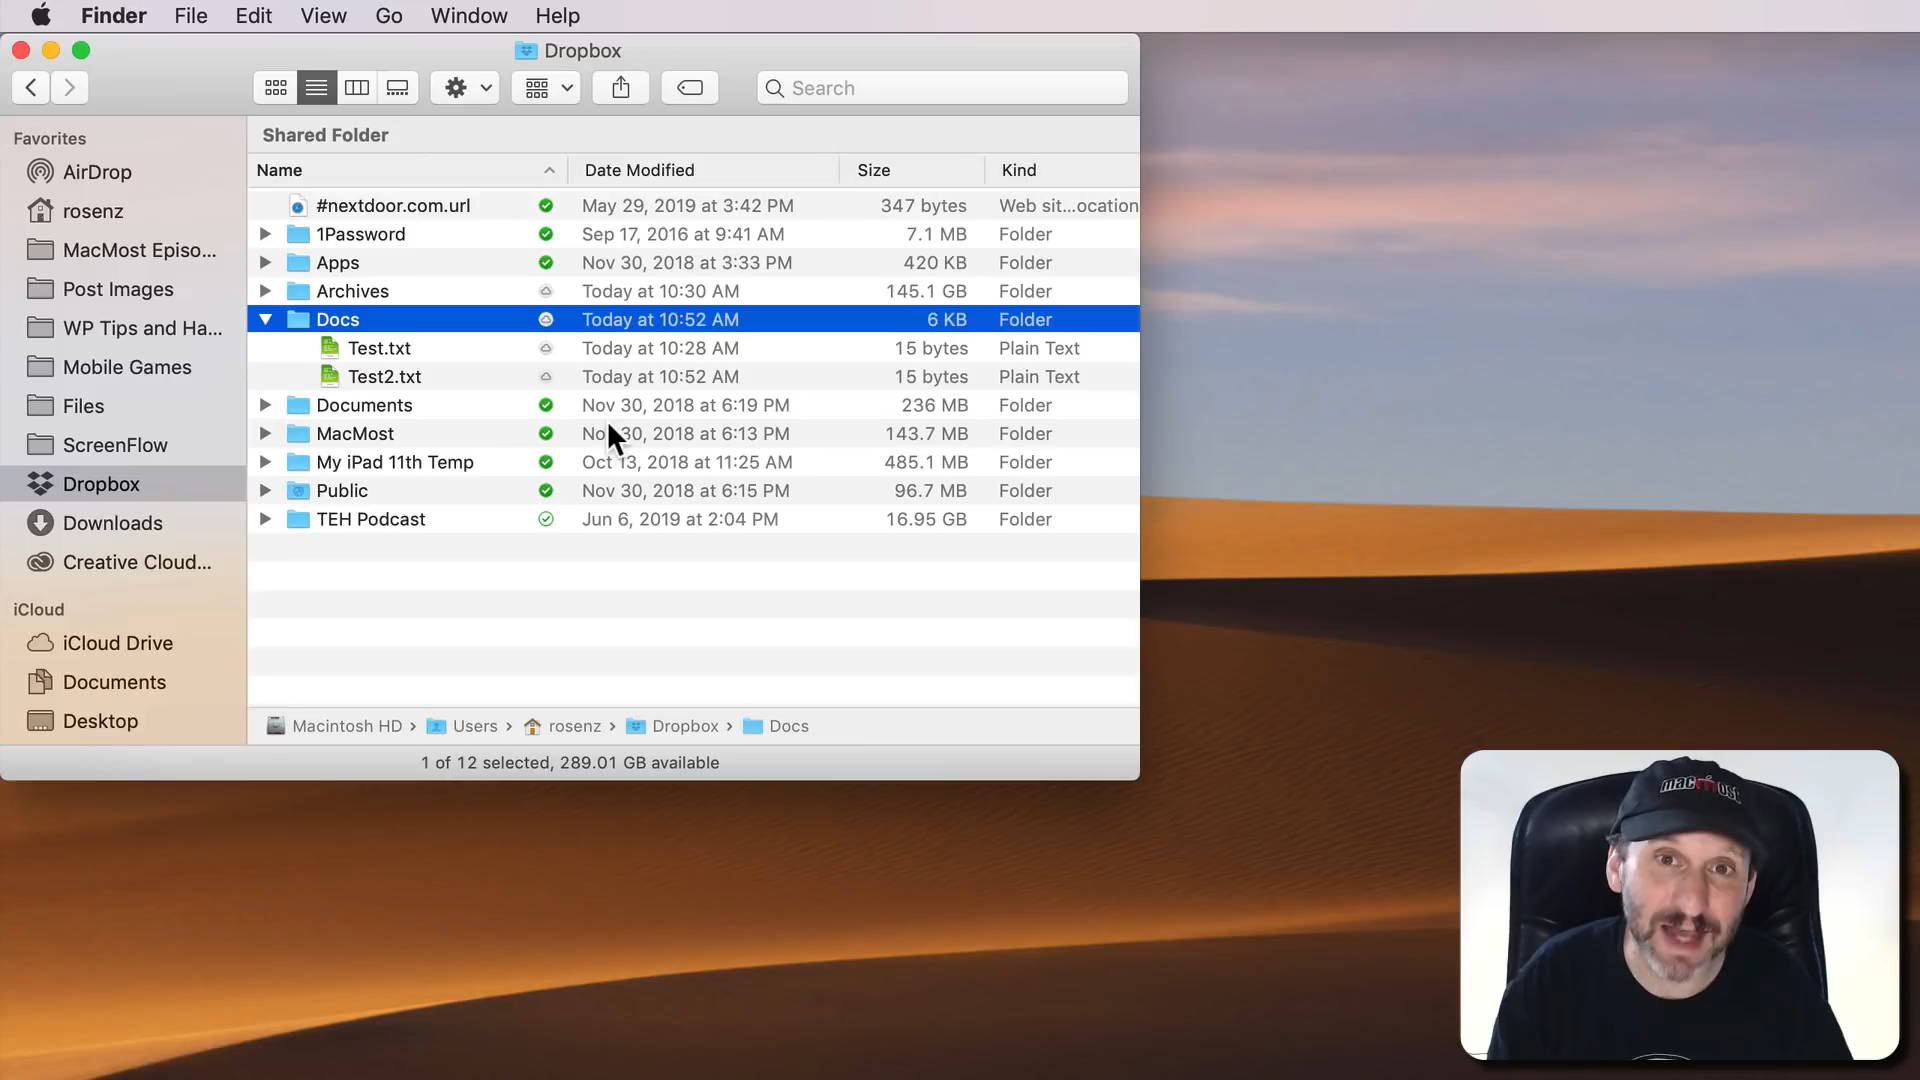 Finder File Edit View Go Window Help
Dropbox
Search
Favorites
AirDrop
rosenz
MacMost Episo...
Post Images
WP Tips and Ha...
Mobile Games
Files
ScreenFlow
Dropbox
Downloads
Creative Cloud...
iCloud
iCloud Drive
Documents
Desktop
Shared Folder
Name Date Modified Size Kind
#nextdoor.com.url May 29, 2019 at 3:42 PM 347 bytes Web sit...ocation
1Password Sep 17, 2016 at 9:41 AM 7.1 MB Folder
Apps Nov 30, 2018 at 3:33 PM 420 KB Folder
Archives Today at 10:30 AM 145.1 GB Folder
Docs Today at 10:52 AM 6 KB Folder
Test.txt Today at 10:28 AM 15 bytes Plain Text
Test2.txt Today at 10:52 AM 15 bytes Plain Text
Documents Nov 30, 2018 at 6:19 PM 236 MB Folder
MacMost Nov 30, 2018 at 6:13 PM 143.7 MB Folder
My iPad 11th Temp Oct 13, 2018 at 11:25 AM 485.1 MB Folder
Public Nov 30, 2018 at 6:15 PM 96.7 MB Folder
TEH Podcast Jun 6, 2019 at 2:04 PM 16.95 GB Folder
Macintosh HD › Users › rosenz › Dropbox › Docs
1 of 12 selected, 289.01 GB available
macmost